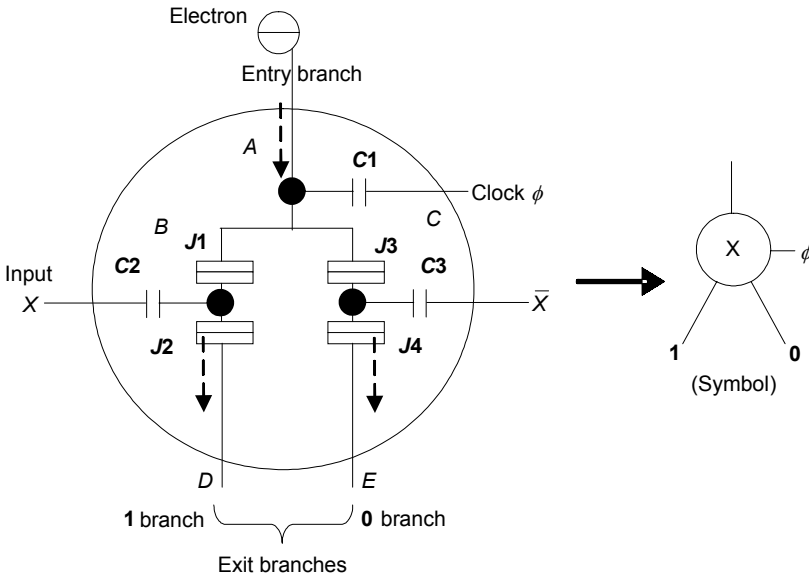 Electron
Entry branch
A
C1
Clock ϕ
B
C
J1
J3
Input
C2
C3
X
X̅
J2
J4
D
E
1 branch
0 branch
Exit branches
X
ϕ
1
0
(Symbol)